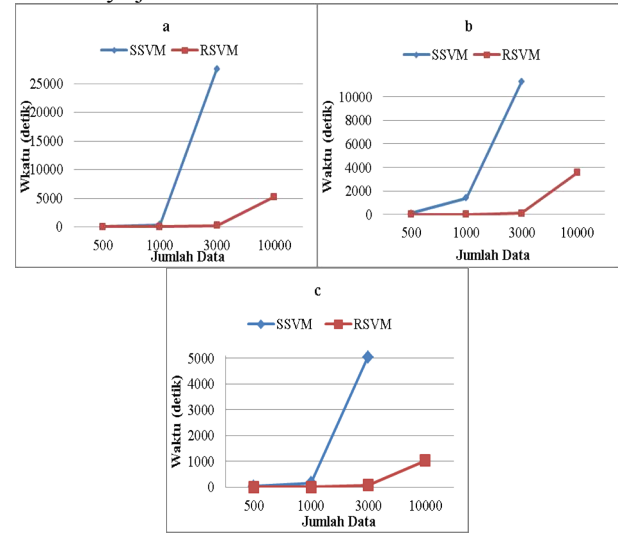 a
SSVM RSVM
25000
20000
15000
10000
5000
0
Wkatu (detik)
500 1000 3000 10000
Jumlah Data
b
SSVM RSVM
10000
8000
6000
4000
2000
0
Waktu (detik)
500 1000 3000 10000
Jumlah Data
c
SSVM RSVM
5000
4000
3000
2000
1000
0
Waktu (detik)
500 1000 3000 10000
Jumlah Data